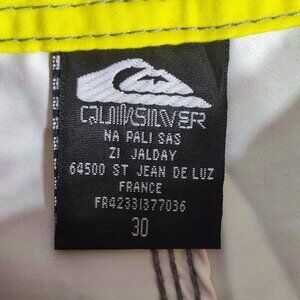 QUIKSILVER
NA PALI SAS
ZI JALDAY
64500 ST JEAN DE LUZ
FRANCE
FR42331377036
30